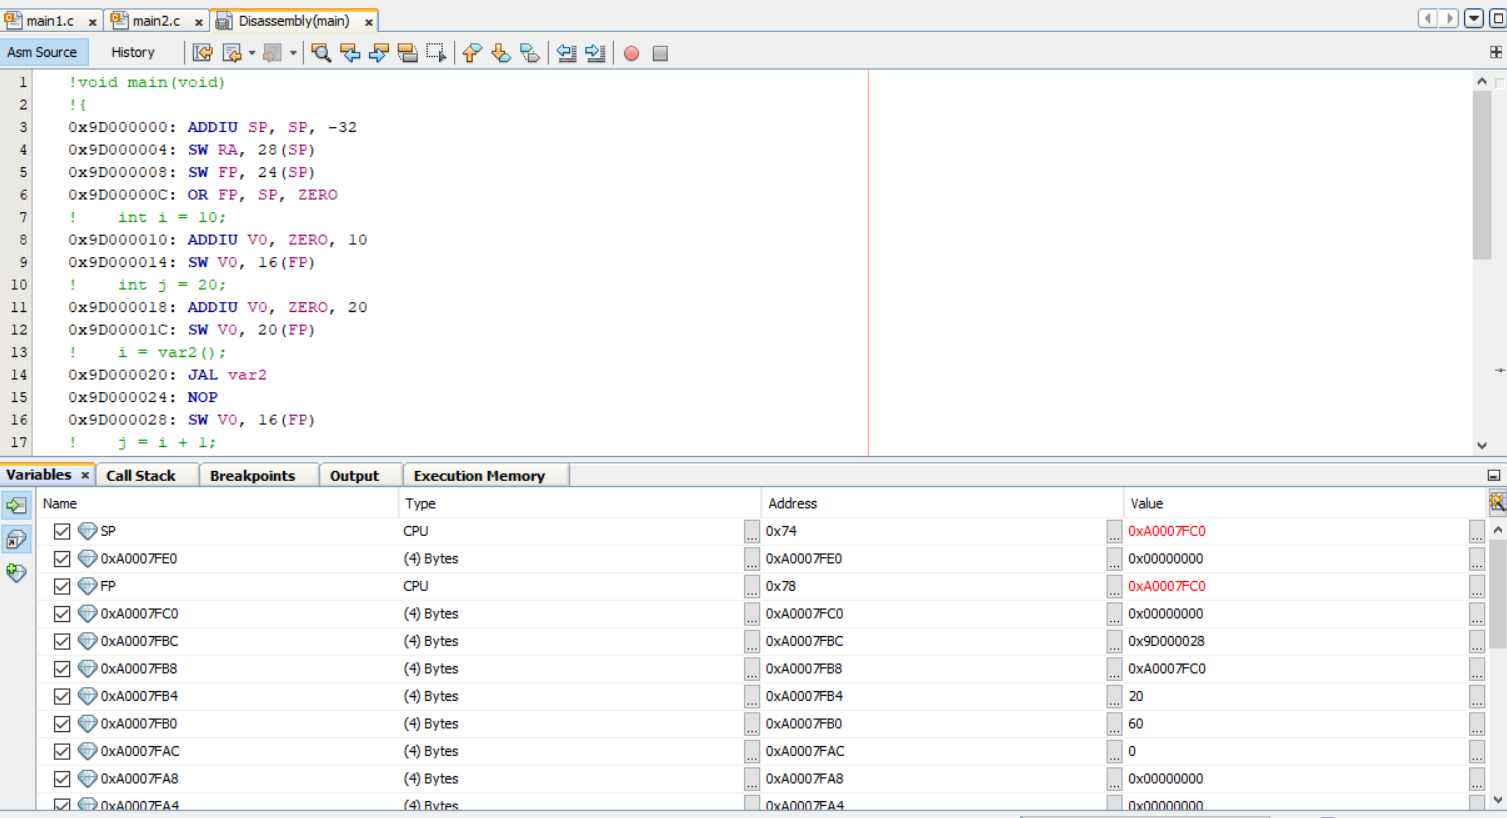 main1.c x main2.c x Disassembly(main) x
Asm Source History
1 !void main(void)
2 !{
3 0x9D000000: ADDIU SP, SP, -32
4 0x9D000004: SW RA, 28(SP)
5 0x9D000008: SW FP, 24(SP)
6 0x9D00000C: OR FP, SP, ZERO
7 !    int i = 10;
8 0x9D000010: ADDIU V0, ZERO, 10
9 0x9D000014: SW V0, 16(FP)
10 !    int j = 20;
11 0x9D000018: ADDIU V0, ZERO, 20
12 0x9D00001C: SW V0, 20(FP)
13 !    i = var2();
14 0x9D000020: JAL var2
15 0x9D000024: NOP
16 0x9D000028: SW V0, 16(FP)
17 !    j = i + 1;
Variables x Call Stack Breakpoints Output Execution Memory
Name Type Address Value
SP CPU ... 0x74 ... 0xA0007FC0 ...
0xA0007FE0 (4) Bytes ... 0xA0007FE0 ... 0x00000000 ...
FP CPU ... 0x78 ... 0xA0007FC0 ...
0xA0007FC0 (4) Bytes ... 0xA0007FC0 ... 0x00000000 ...
0xA0007FBC (4) Bytes ... 0xA0007FBC ... 0x9D000028 ...
0xA0007FB8 (4) Bytes ... 0xA0007FB8 ... 0xA0007FC0 ...
0xA0007FB4 (4) Bytes ... 0xA0007FB4 ... 20 ...
0xA0007FB0 (4) Bytes ... 0xA0007FB0 ... 60 ...
0xA0007FAC (4) Bytes ... 0xA0007FAC ... 0 ...
0xA0007FA8 (4) Bytes ... 0xA0007FA8 ... 0x00000000 ...
0xA0007FA4 (4) Bytes 0xA0007FA4 0x00000000